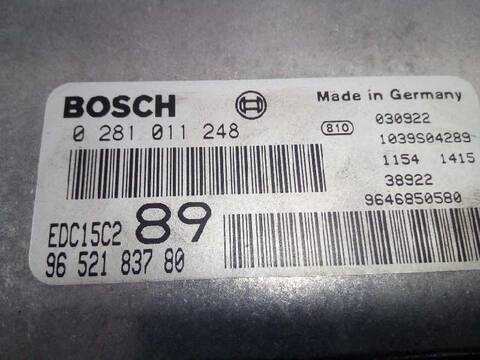 BOSCH
Made in Germany
0 281 011 248
810
030922
1039S04289
1154 1415
38922
9646850580
EDC15C2 89
96 521 837 80